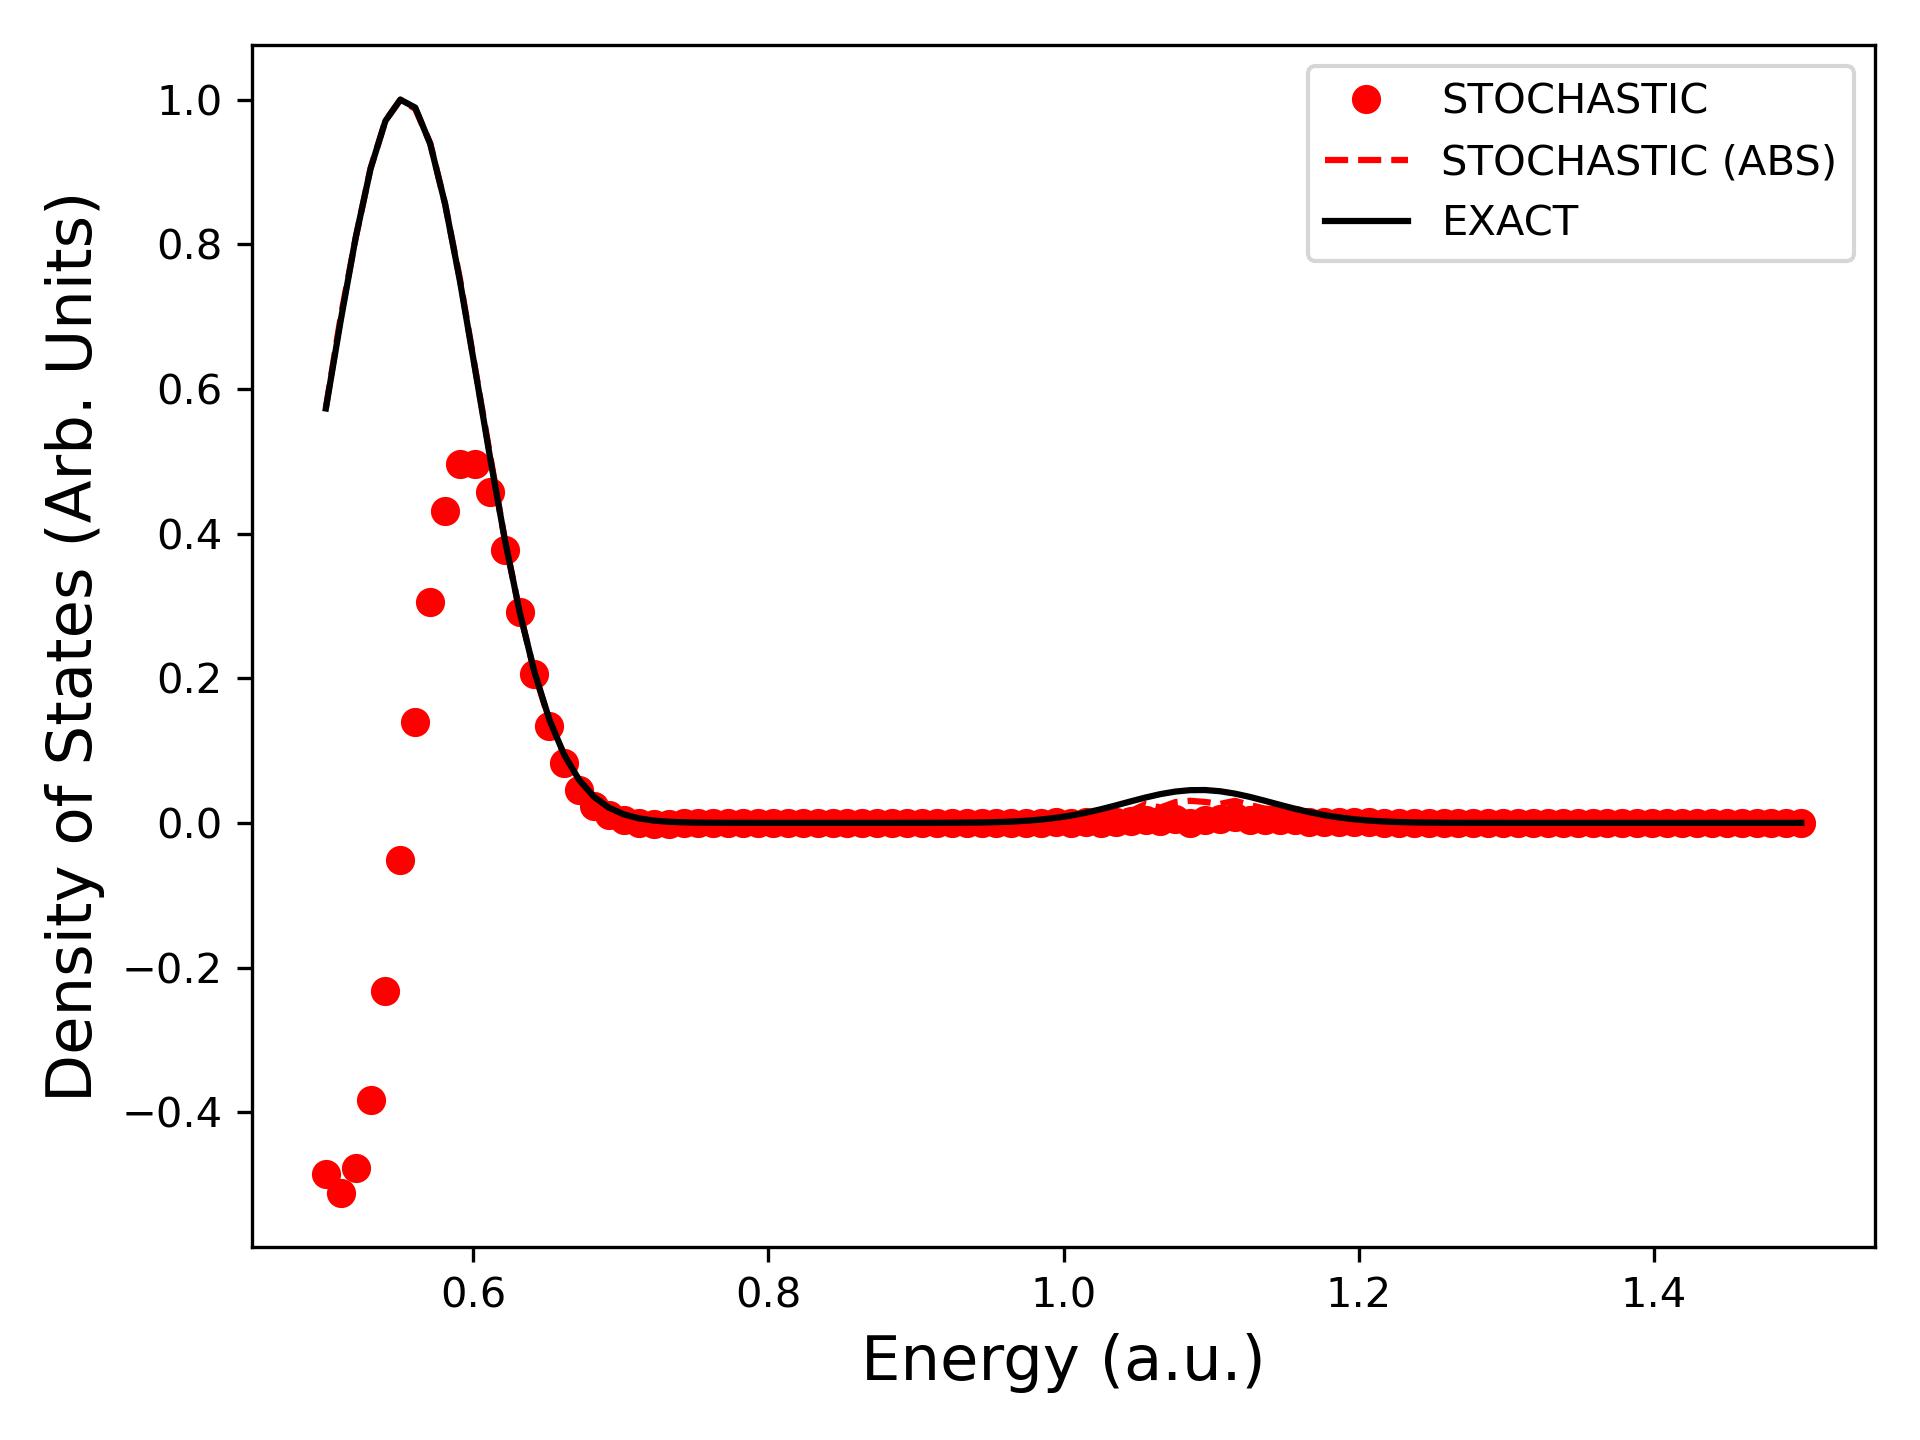 STOCHASTIC
STOCHASTIC (ABS)
EXACT
Density of States (Arb. Units)
1.0
0.8
0.6
0.4
0.2
0.0
−0.2
−0.4
0.6 0.8 1.0 1.2 1.4
Energy (a.u.)